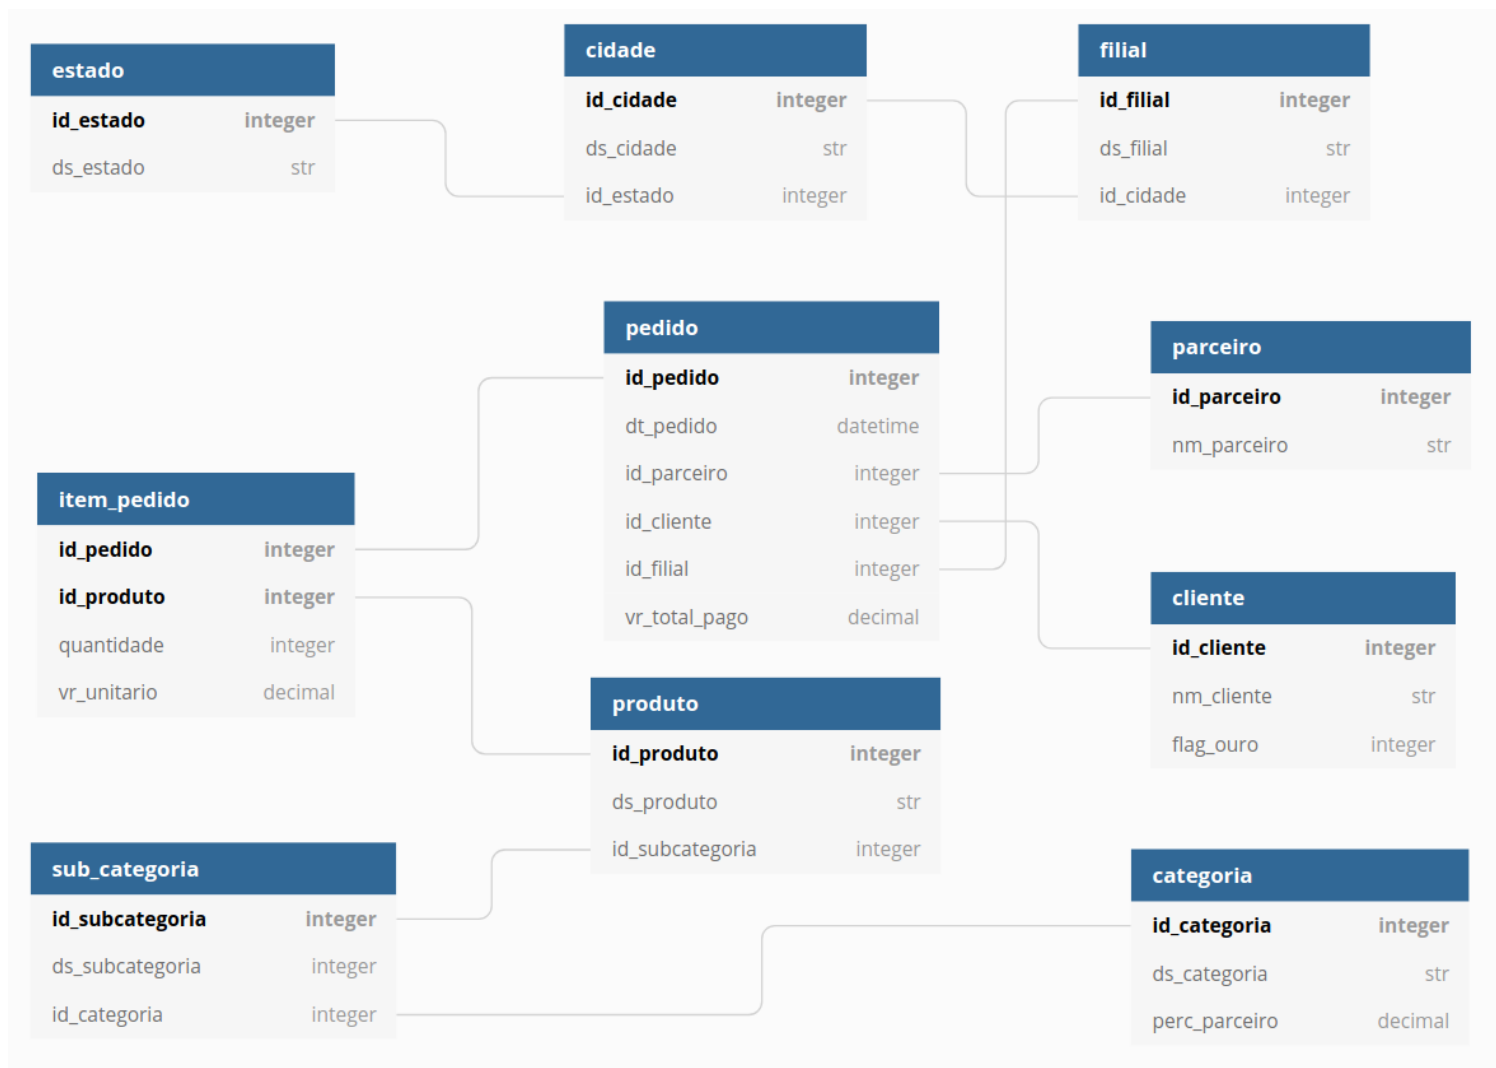 estado
id_estado integer
ds_estado str
cidade
id_cidade integer
ds_cidade str
id_estado integer
filial
id_filial integer
ds_filial str
id_cidade integer
pedido
id_pedido integer
dt_pedido datetime
id_parceiro integer
id_cliente integer
id_filial integer
vr_total_pago decimal
parceiro
id_parceiro integer
nm_parceiro str
item_pedido
id_pedido integer
id_produto integer
quantidade integer
vr_unitario decimal
cliente
id_cliente integer
nm_cliente str
flag_ouro integer
produto
id_produto integer
ds_produto str
id_subcategoria integer
sub_categoria
id_subcategoria integer
ds_subcategoria integer
id_categoria integer
categoria
id_categoria integer
ds_categoria str
perc_parceiro decimal